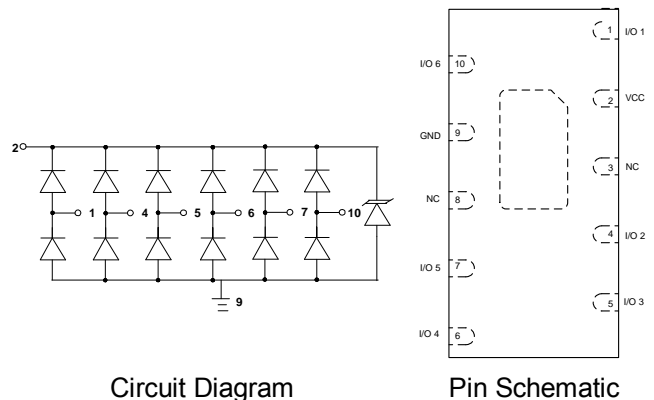 2
1
4
5
6
7
10
9
Circuit Diagram
1
I/O 1
I/O 6
10
2
VCC
GND
9
3
NC
NC
8
4
I/O 2
I/O 5
7
5
I/O 3
I/O 4
6
Pin Schematic